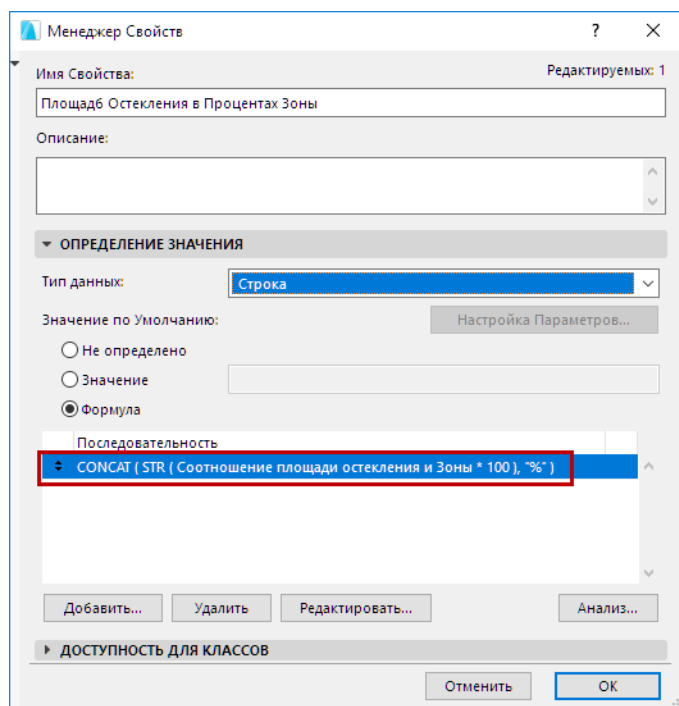 Менеджер Свойств
?
Имя Свойства:
Редактируемых: 1
Площад6 Остекления в Процентах Зоны
Описание:
ОПРЕДЕЛЕНИЕ ЗНАЧЕНИЯ
Тип данных:
Строка
Значение по Умолчанию:
Настройка Параметров...
Не определено
Значение
Формула
Последовательность
CONCAT ( STR ( Соотношение площади остекления и Зоны * 100 ), "%" )
Добавить...
Удалить
Редактировать...
Анализ...
ДОСТУПНОСТЬ ДЛЯ КЛАССОВ
Отменить
ОК